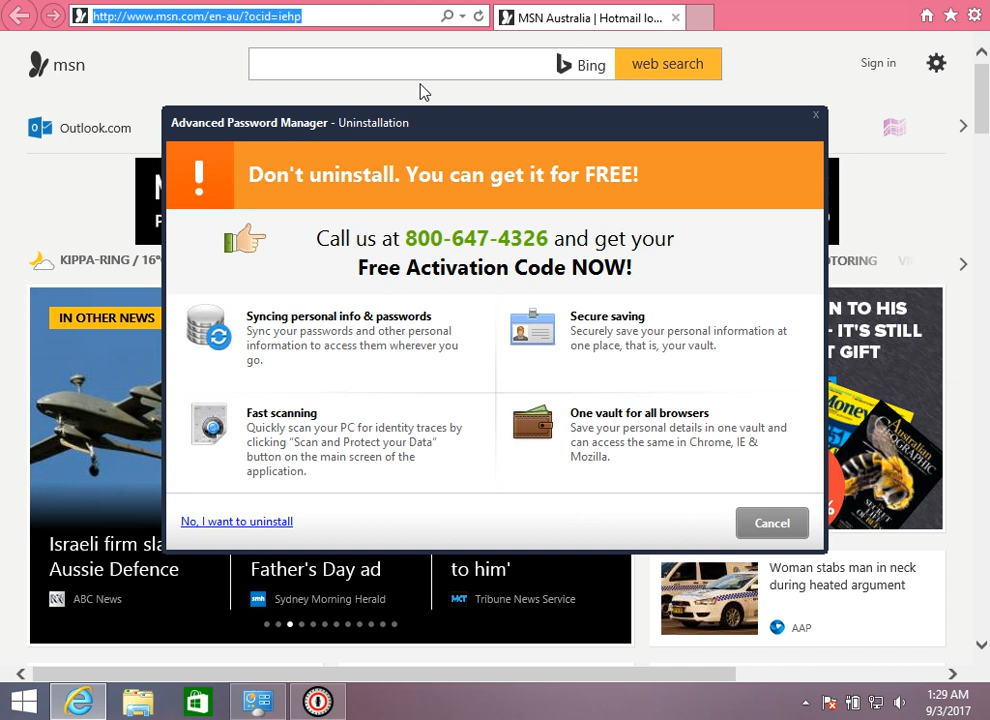 http://www.msn.com/en-au/?ocid=iehp
MSN Australia | Hotmail lo...
msn
Bing
web search
Sign in
Outlook.com
Advanced Password Manager - Uninstallation
x
!
Don't uninstall. You can get it for FREE!
Call us at 800-647-4326 and get your
Free Activation Code NOW!
KIPPA-RING / 16°
TORING
IN OTHER NEWS
Syncing personal info & passwords
Sync your passwords and other personal
information to access them wherever you
go.
Secure saving
Securely save your personal information at
one place, that is, your vault.
Fast scanning
Quickly scan your PC for identity traces by
clicking "Scan and Protect your Data"
button on the main screen of the
application.
One vault for all browsers
Save your personal details in one vault and
can access the same in Chrome, IE &
Mozilla.
No, I want to uninstall
Cancel
N TO HIS
- IT'S STILL
T GIFT
Money
Australian
GEOGRAPHIC
Israeli firm sla
Aussie Defence
ABC News
Father's Day ad
smh
Sydney Morning Herald
to him'
MCT
Tribune News Service
Woman stabs man in neck
during heated argument
AAP
1:29 AM
9/3/2017